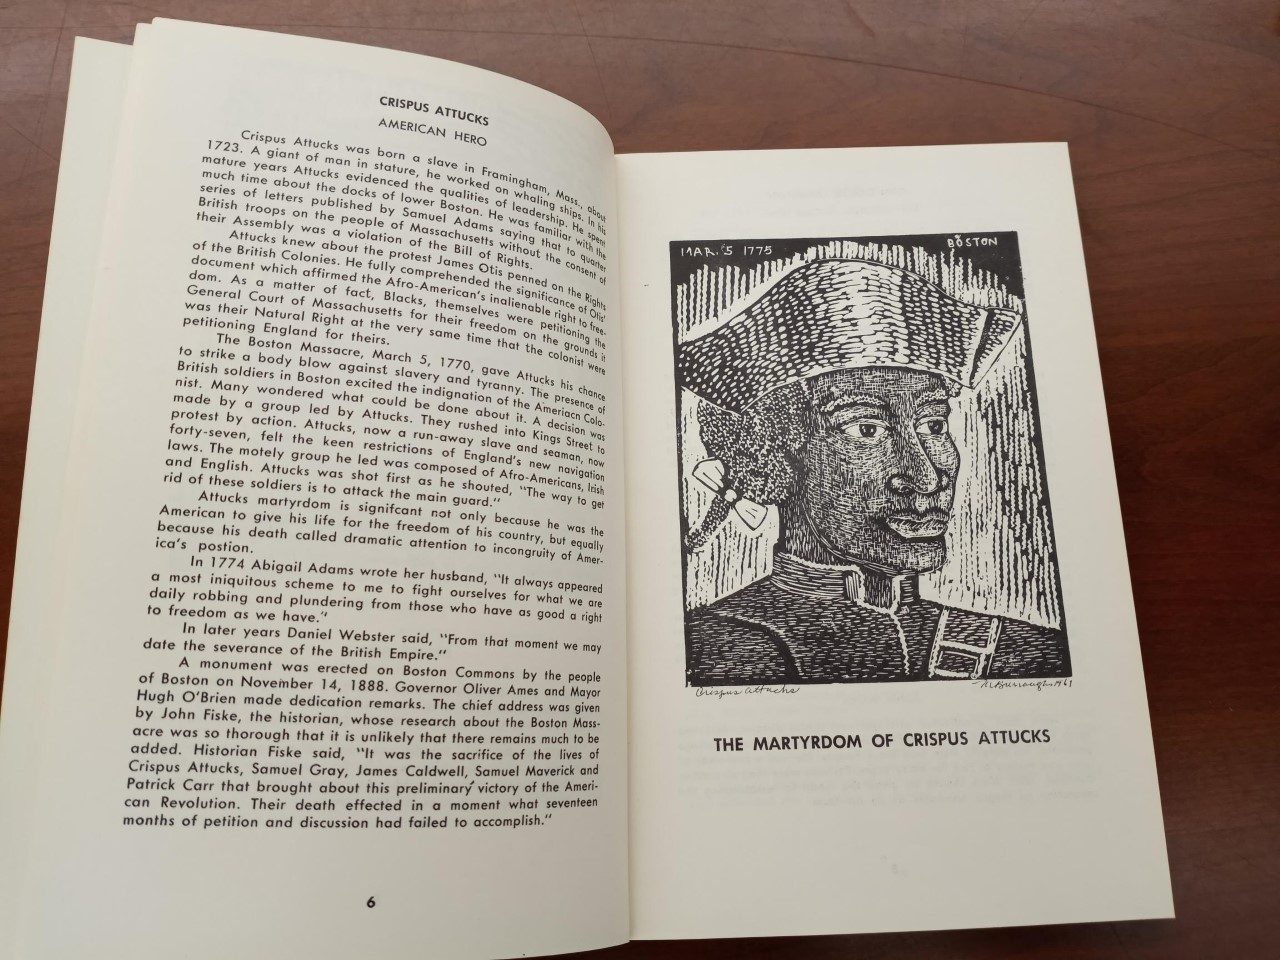 CRISPUS ATTUCKS
AMERICAN HERO
Crispus Attucks was born a slave in Framingham, Mass., about
1723. A giant of man in stature, he worked on whaling ships. In his
mature years Attucks evidenced the qualities of leadership. He spent
much time about the docks of lower Boston. He was familiar with the
series of letters published by Samuel Adams saying that to quarter
British troops on the people of Massachusetts without the consent of
their Assembly was a violation of the Bill of Rights.
Attucks knew about the protest James Otis penned on the Rights
of the British Colonies. He fully comprehended the significance of Otis'
document which affirmed the Afro-American's inalienable right to free-
dom. As a matter of fact, Blacks, themselves were petitioning the
General Court of Massachusetts for their freedom on the grounds it
was their Natural Right at the very same time that the colonist were
petitioning England for theirs.
The Boston Massacre, March 5, 1770, gave Attucks his chance
to strike a body blow against slavery and tyranny. The presence of
British soldiers in Boston excited the indignation of the Ameriacn Colo-
nist. Many wondered what could be done about it. A decision was
made by a group led by Attucks. They rushed into Kings Street to
protest by action. Attucks, now a run-away slave and seaman, now
forty-seven, felt the keen restrictions of England's new navigation
laws. The motely group he led was composed of Afro-Americans, Irish
and English. Attucks was shot first as he shouted, "The way to get
rid of these soldiers is to attack the main guard."
Attucks martyrdom is signifcant not only because he was the
American to give his life for the freedom of his country, but equally
because his death called dramatic attention to incongruity of Amer-
ica's postion.
In 1774 Abigail Adams wrote her husband, "It always appeared
a most iniquitous scheme to me to fight ourselves for what we are
daily robbing and plundering from those who have as good a right
to freedom as we have."
In later years Daniel Webster said, "From that moment we may
date the severance of the British Empire."
A monument was erected on Boston Commons by the people
of Boston on November 14, 1888. Governor Oliver Ames and Mayor
Hugh O'Brien made dedication remarks. The chief address was given
by John Fiske, the historian, whose research about the Boston Mass-
acre was so thorough that it is unlikely that there remains much to be
added. Historian Fiske said, "It was the sacrifice of the lives of
Crispus Attucks, Samuel Gray, James Caldwell, Samuel Maverick and
Patrick Carr that brought about this preliminary victory of the Ameri-
can Revolution. Their death effected in a moment what seventeen
months of petition and discussion had failed to accomplish."
6
MAR. 5 1775
BOSTON
Crispus Attucks
M Burroughs
THE MARTYRDOM OF CRISPUS ATTUCKS